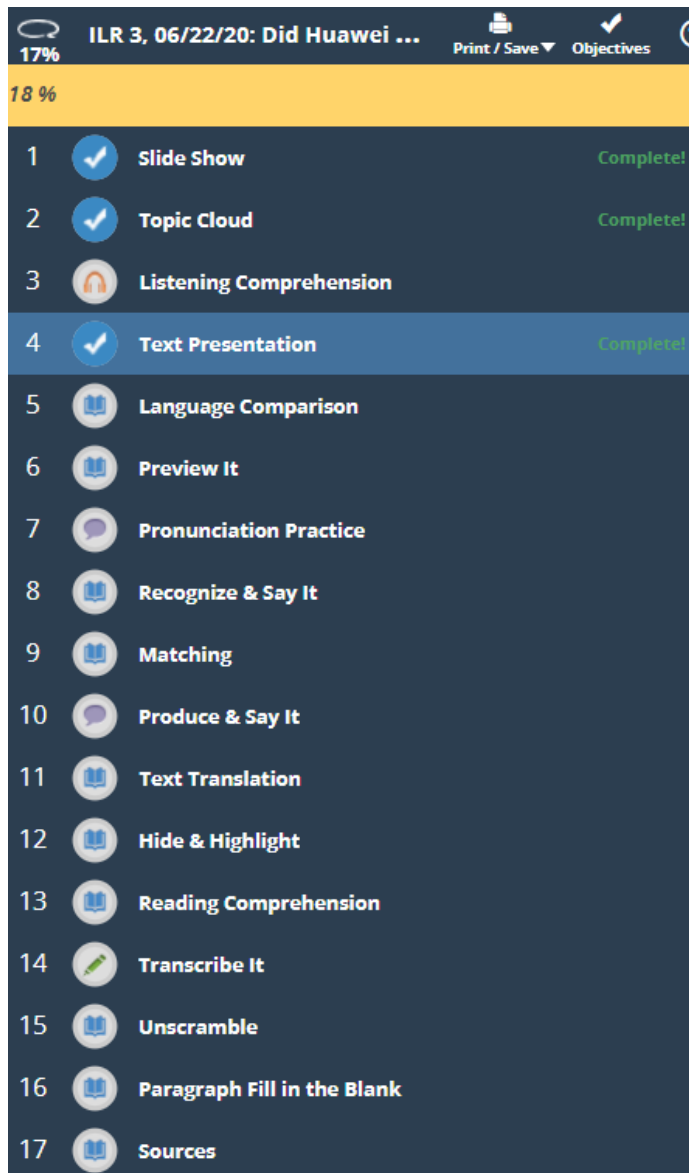 17%
ILR 3, 06/22/20: Did Huawei ...
Print / Save
Objectives
18 %
1 Slide Show Complete!
2 Topic Cloud Complete!
3 Listening Comprehension
4 Text Presentation Complete!
5 Language Comparison
6 Preview It
7 Pronunciation Practice
8 Recognize & Say It
9 Matching
10 Produce & Say It
11 Text Translation
12 Hide & Highlight
13 Reading Comprehension
14 Transcribe It
15 Unscramble
16 Paragraph Fill in the Blank
17 Sources